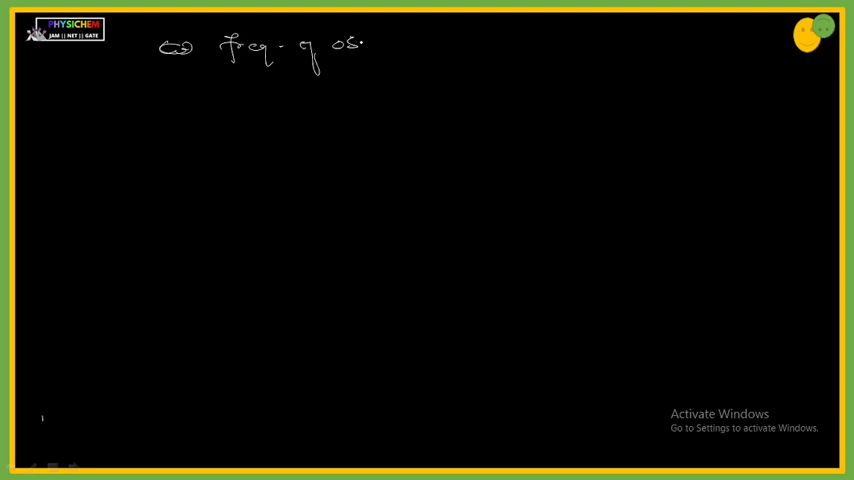 PHYSICHEM
JAM || NET || GATE
freq. of os.
Activate Windows
Go to Settings to activate Windows.